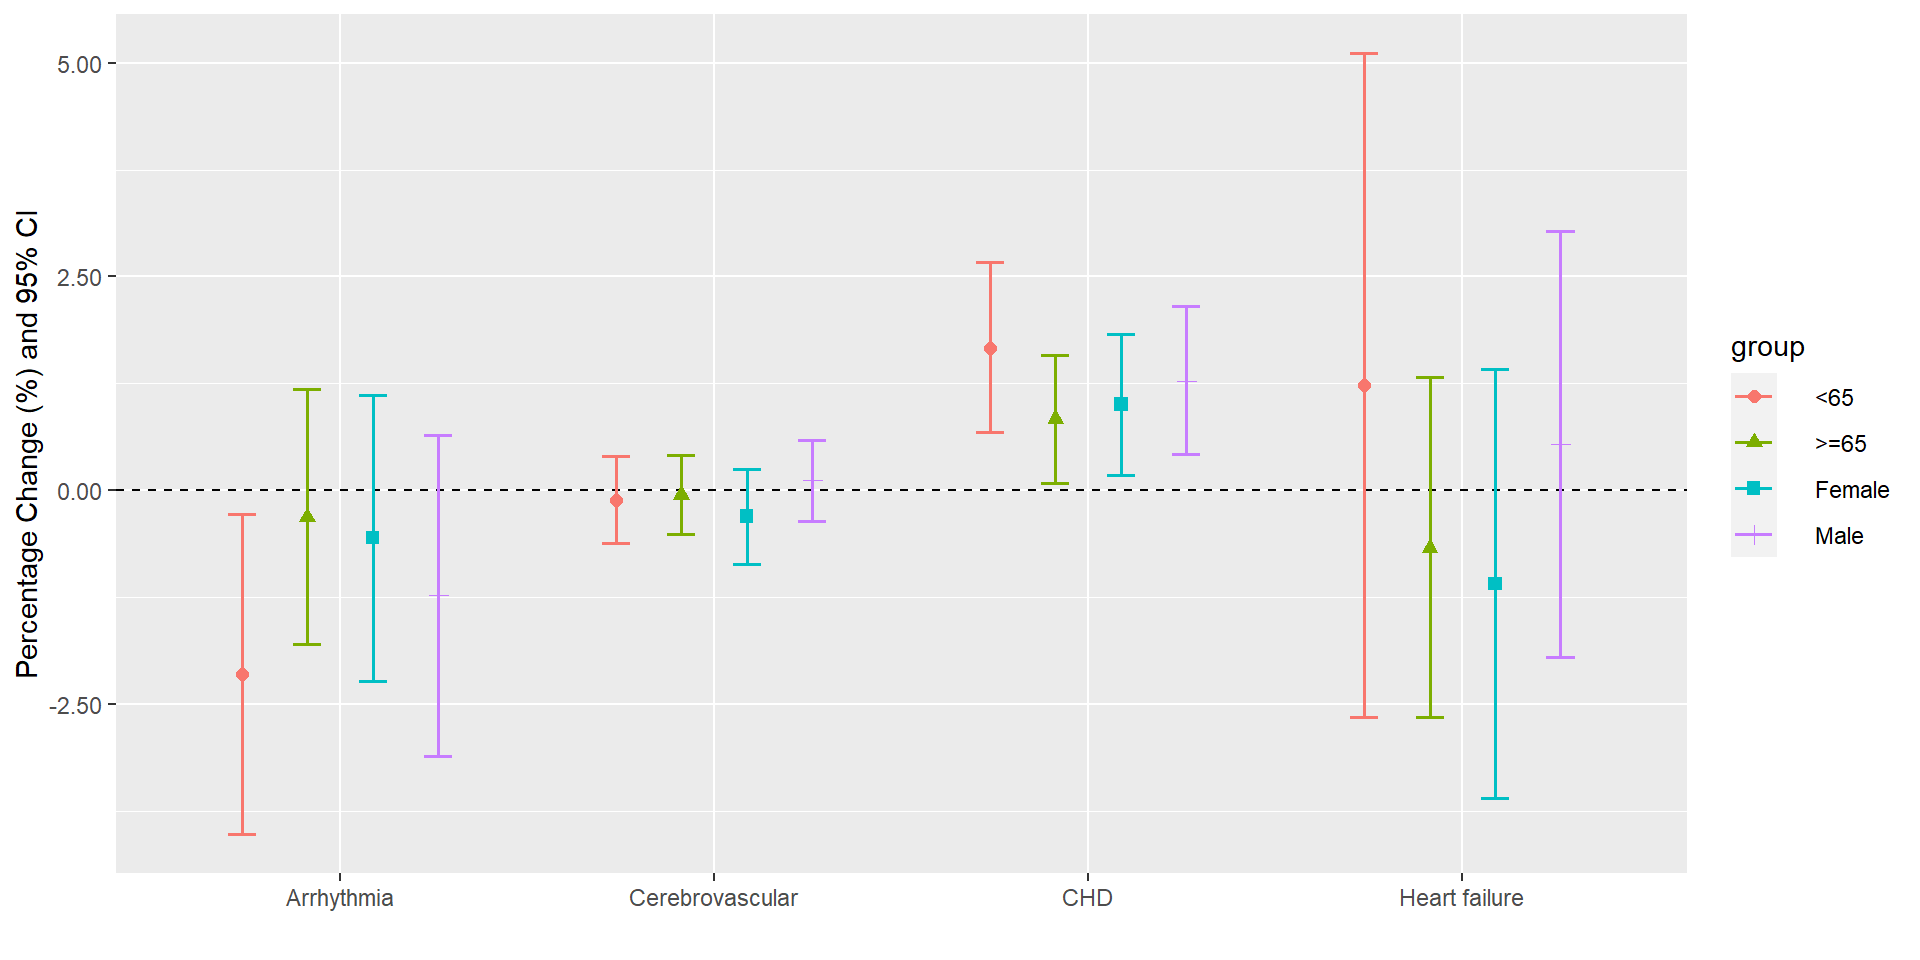 Percentage Change (%) and 95% CI
5.00
2.50
0.00
-2.50
Arrhythmia
Cerebrovascular
CHD
Heart failure
group
<65
>=65
Female
Male